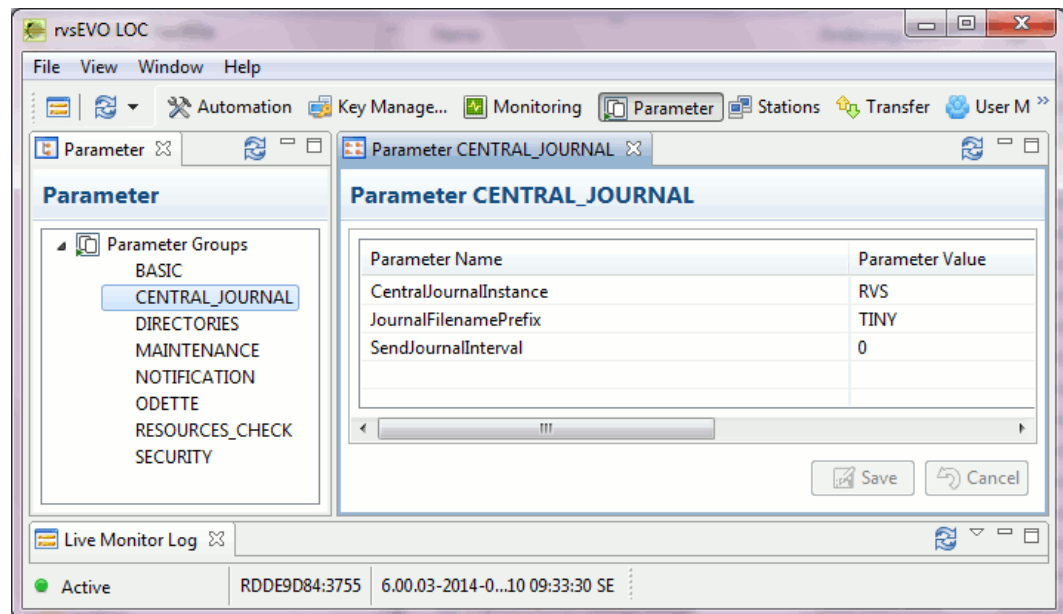 rvsEVO LOC
File View Window Help
Automation Key Manage... Monitoring Parameter Stations Transfer User M »
Parameter
Parameter CENTRAL_JOURNAL
Parameter
Parameter CENTRAL_JOURNAL
Parameter Groups
BASIC
CENTRAL_JOURNAL
DIRECTORIES
MAINTENANCE
NOTIFICATION
ODETTE
RESOURCES_CHECK
SECURITY
Parameter Name Parameter Value
CentralJournalInstance RVS
JournalFilenamePrefix TINY
SendJournalInterval 0
Save Cancel
Live Monitor Log
Active RDDE9D84:3755 6.00.03-2014-0...10 09:33:30 SE